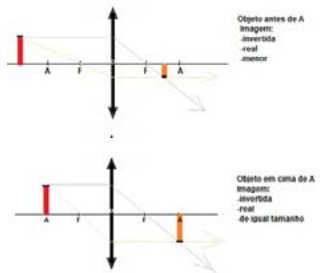 Objeto antes de A
Imagem:
-invertida
-real
-menor
A F F A
Objeto em cima de A
Imagem:
-invertida
-real
-de igual tamanho
A F F A